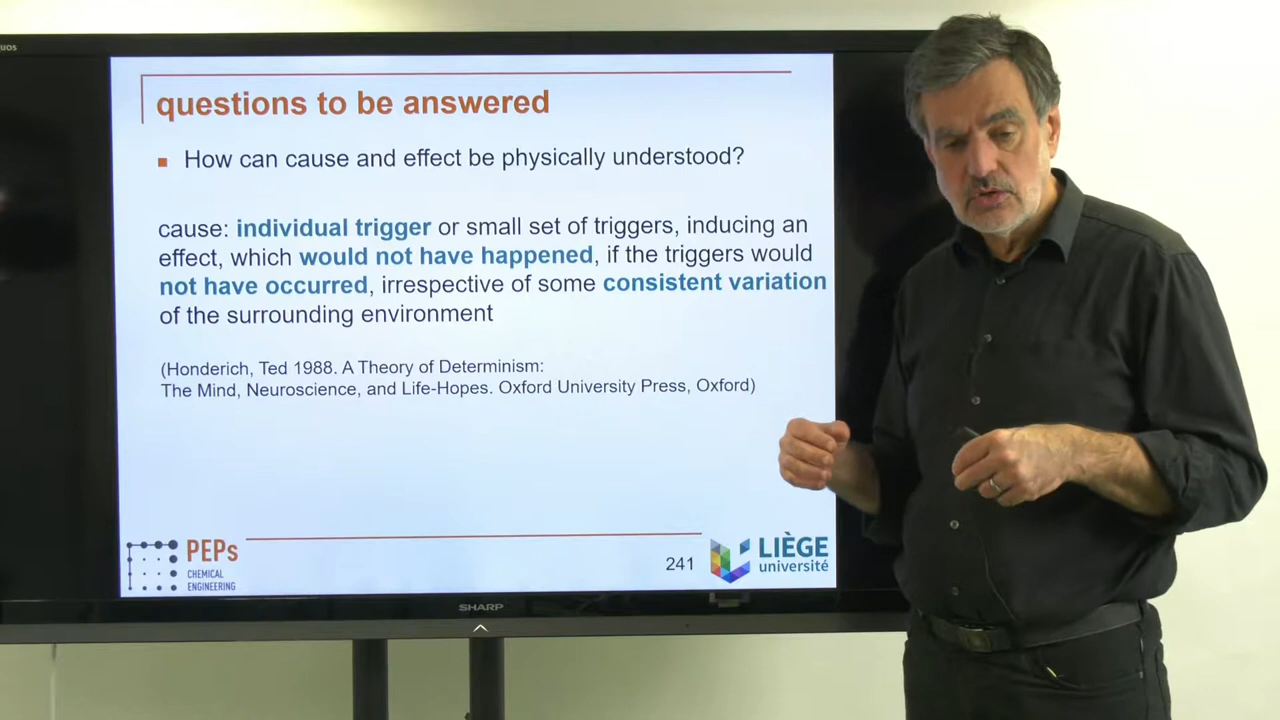 questions to be answered
How can cause and effect be physically understood?
cause: individual trigger or small set of triggers, inducing an
effect, which would not have happened, if the triggers would
not have occurred, irrespective of some consistent variation
of the surrounding environment
(Honderich, Ted 1988. A Theory of Determinism:
The Mind, Neuroscience, and Life-Hopes. Oxford University Press, Oxford)
PEPs
CHEMICAL
ENGINEERING
241
LIÈGE
université
SHARP